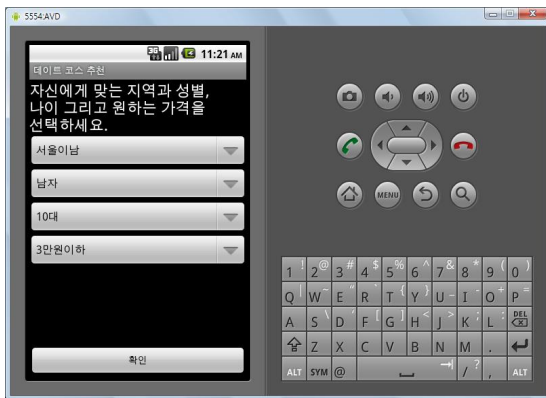 5554:AVD
3G 11:21 AM
데이트 코스 추천
자신에게 맞는 지역과 성별,
나이 그리고 원하는 가격을
선택하세요.
서울이남
남자
10대
3만원이하
확인
MENU
1 ! 2 @ 3 # 4 $ 5 % 6 ^ 7 & 8 * 9 ( 0 )
Q | W ~ E " R ` T { Y } U _ I - O + P =
A S \ D ' F [ G ] H < J > K ; L : DEL
Z X C V B N M .
ALT SYM @ / ? , ALT